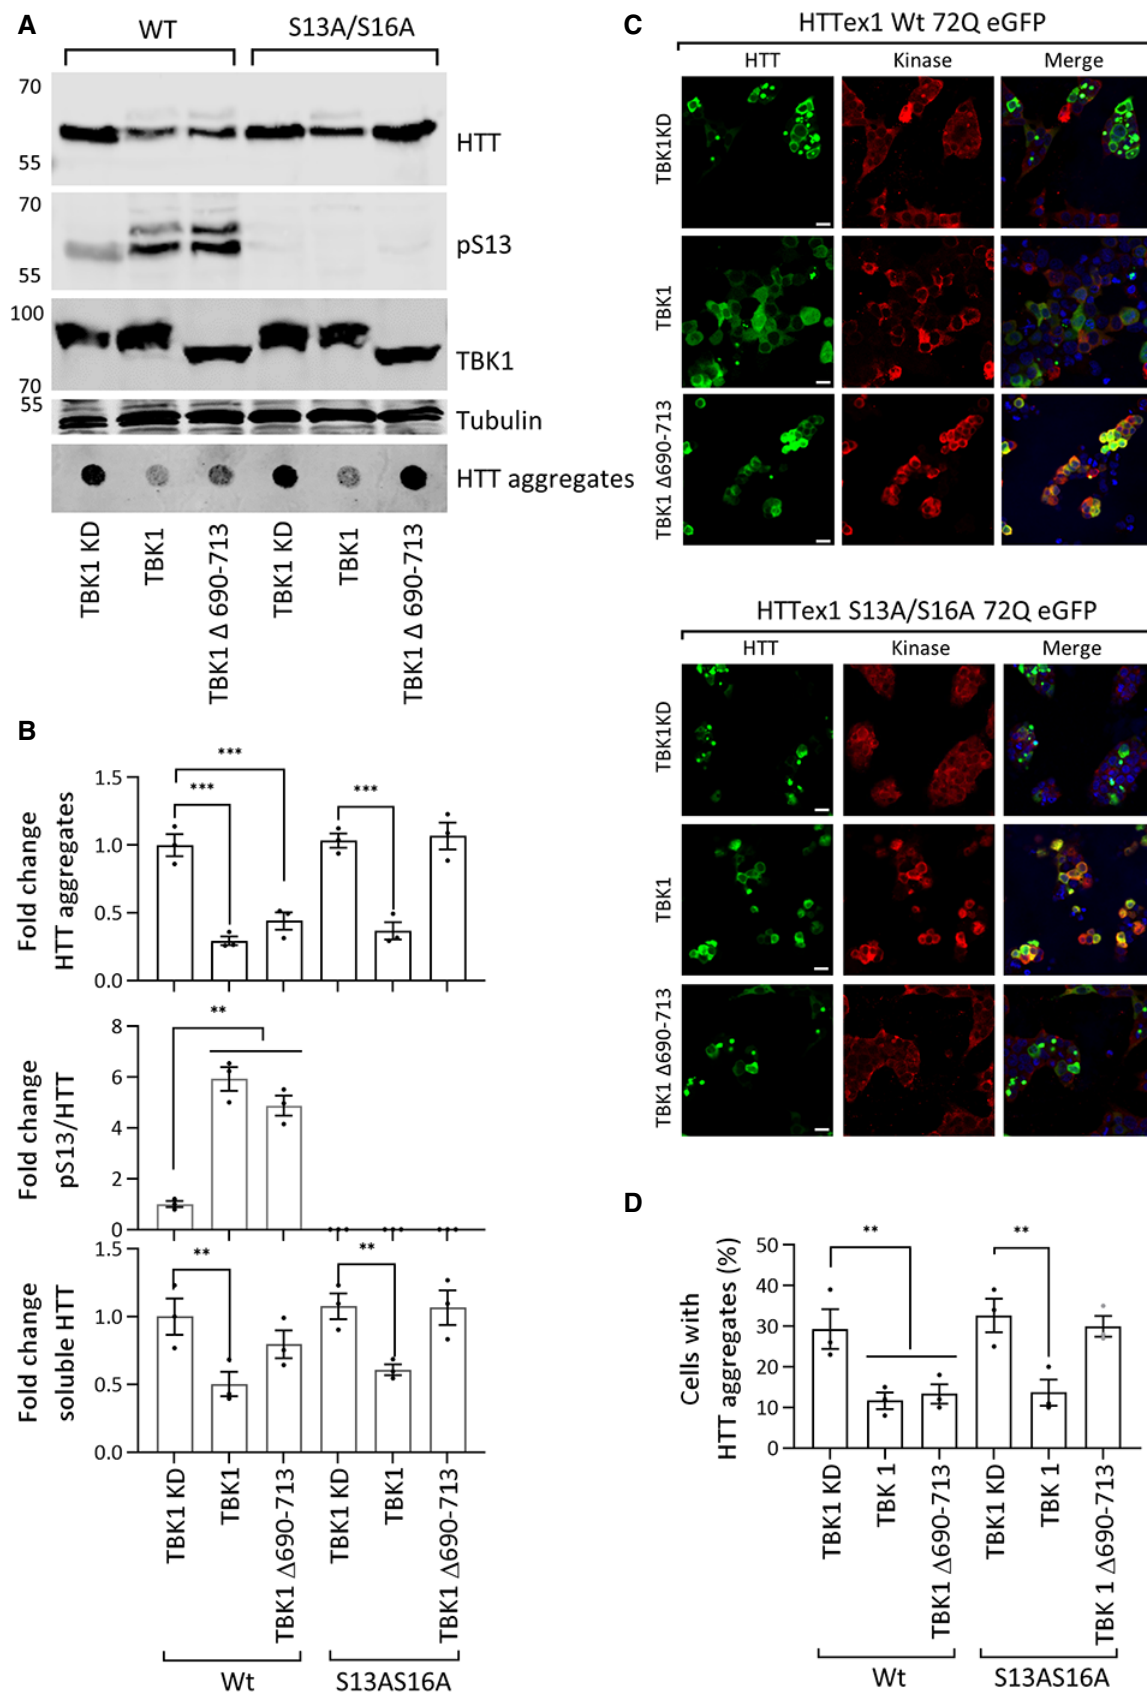 A
WT
S13A/S16A
70
HTT
55
70
pS13
55
100
TBK1
70
55
Tubulin
HTT aggregates
TBK1 KD
TBK1
TBK1 Δ 690-713
TBK1 KD
TBK1
TBK1 Δ 690-713
B
Fold change
HTT aggregates
1.5
1.0
0.5
0.0
***
***
***
Fold change
pS13/HTT
8
6
4
2
0
**
Fold change
soluble HTT
1.5
1.0
0.5
0.0
**
**
TBK1 KD
TBK1
TBK1 Δ690-713
TBK1 KD
TBK1
TBK1 Δ690-713
Wt
S13AS16A
C
HTTex1 Wt 72Q eGFP
HTT
Kinase
Merge
TBK1KD
TBK1
TBK1 Δ690-713
HTTex1 S13A/S16A 72Q eGFP
HTT
Kinase
Merge
TBK1KD
TBK1
TBK1 Δ690-713
D
Cells with
HTT aggregates (%)
50
40
30
20
10
0
**
**
TBK1 KD
TBK 1
TBK1 Δ690-713
TBK1 KD
TBK 1
TBK 1 Δ690-713
Wt
S13AS16A